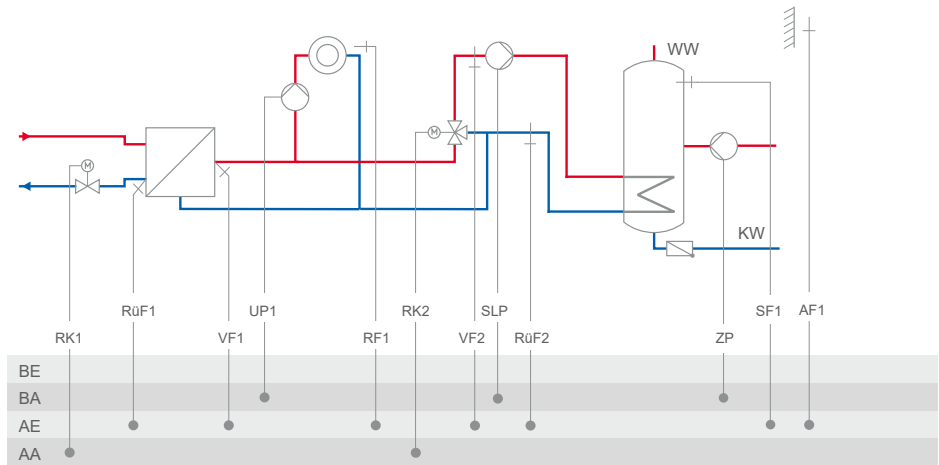 WW
M
M
KW
RüF1
UP1
RK2
SLP
SF1
AF1
RK1
VF1
RF1
VF2
RüF2
ZP
BE
BA
AE
AA